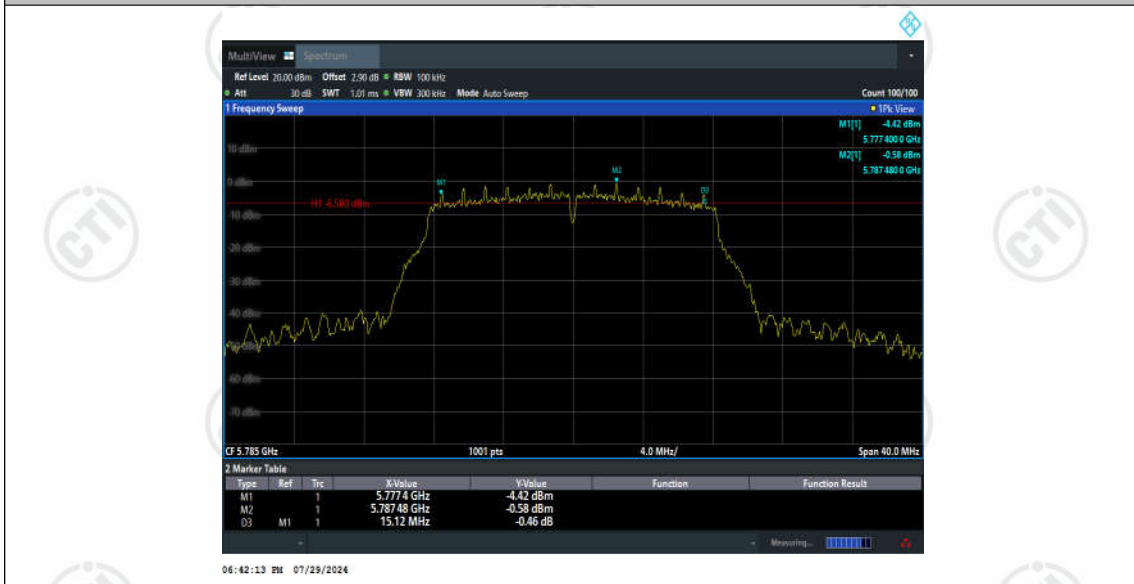 MultiView Spectrum
Ref Level 20.00 dBm Offset 2.90 dB RBW 100 kHz
Att 30 dB SWT 1.01 ms VBW 300 kHz Mode Auto Sweep Count 100/100
1 Frequency Sweep 1Pk View
M1[1] -4.42 dBm
5.777 400 0 GHz
M2[1] -0.58 dBm
5.787 480 0 GHz
10 dBm
M2
0 dBm
M1
D3
H1 -6.580 dBm
-10 dBm
-20 dBm
-30 dBm
-40 dBm
-50 dBm
-60 dBm
-70 dBm
CF 5.785 GHz 1001 pts 4.0 MHz/ Span 40.0 MHz
2 Marker Table
Type Ref Trc X-Value Y-Value Function Function Result
M1 1 5.7774 GHz -4.42 dBm
M2 1 5.78748 GHz -0.58 dBm
D3 M1 1 15.12 MHz -0.46 dB
Measuring...
06:42:13 PM 07/29/2024
CTI
CTI